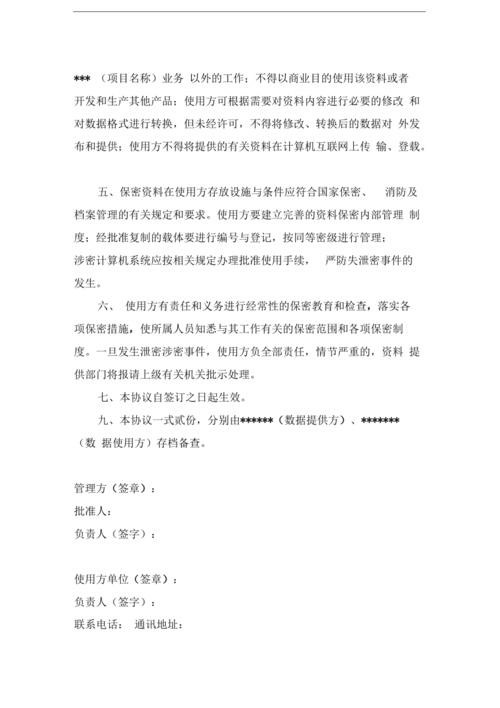 *** （项目名称）业务 以外的工作；不得以商业目的使用该资料或者
开发和生产其他产品；使用方可根据需要对资料内容进行必要的修改 和
对数据格式进行转换，但未经许可，不得将修改、转换后的数据对 外发
布和提供；使用方不得将提供的有关资料在计算机互联网上传 输、登载。
五、保密资料在使用方存放设施与条件应符合国家保密、 消防及
档案管理的有关规定和要求。使用方要建立完善的资料保密内部管理 制
度；经批准复制的载体要进行编号与登记，按同等密级进行管理；
涉密计算机系统应按相关规定办理批准使用手续， 严防失泄密事件的
发生。
六、 使用方有责任和义务进行经常性的保密教育和检查，落实各
项保密措施，使所属人员知悉与其工作有关的保密范围和各项保密制
度。一旦发生泄密涉密事件，使用方负全部责任，情节严重的，资料 提
供部门将报请上级有关机关批示处理。
七、本协议自签订之日起生效。
九、本协议一式贰份，分别由******（数据提供方）、*******
（数 据使用方）存档备查。
管理方（签章）：
批准人：
负责人（签字）：
使用方单位（签章）：
负责人（签字）：
联系电话： 通讯地址：